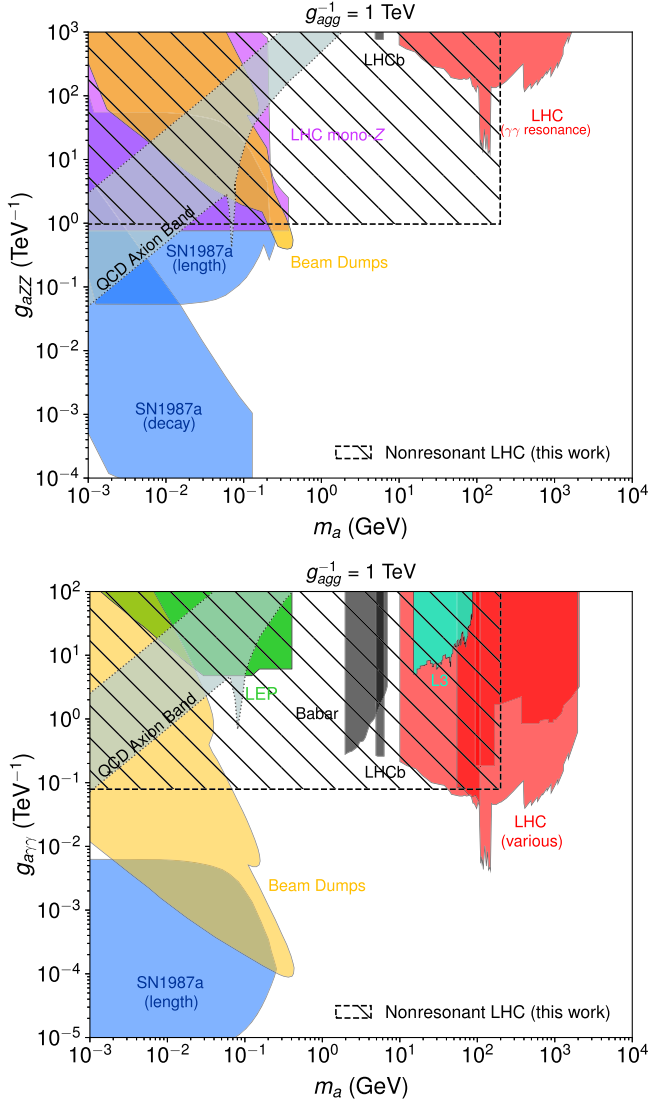 g_{agg}^{-1} = 1 TeV
10^3
10^2
10^1
10^0
10^{-1}
10^{-2}
10^{-3}
10^{-4}
g_{aZZ} (TeV^{-1})
LHCb
LHC
(γγ resonance)
LHC mono-Z
QCD Axion Band
SN1987a
(length)
Beam Dumps
SN1987a
(decay)
Nonresonant LHC (this work)
10^{-3} 10^{-2} 10^{-1} 10^0 10^1 10^2 10^3 10^4
m_a (GeV)
g_{agg}^{-1} = 1 TeV
10^2
10^1
10^0
10^{-1}
10^{-2}
10^{-3}
10^{-4}
10^{-5}
g_{aγγ} (TeV^{-1})
L3
LEP
QCD Axion Band
Babar
LHCb
LHC
(various)
Beam Dumps
SN1987a
(length)
Nonresonant LHC (this work)
10^{-3} 10^{-2} 10^{-1} 10^0 10^1 10^2 10^3 10^4
m_a (GeV)